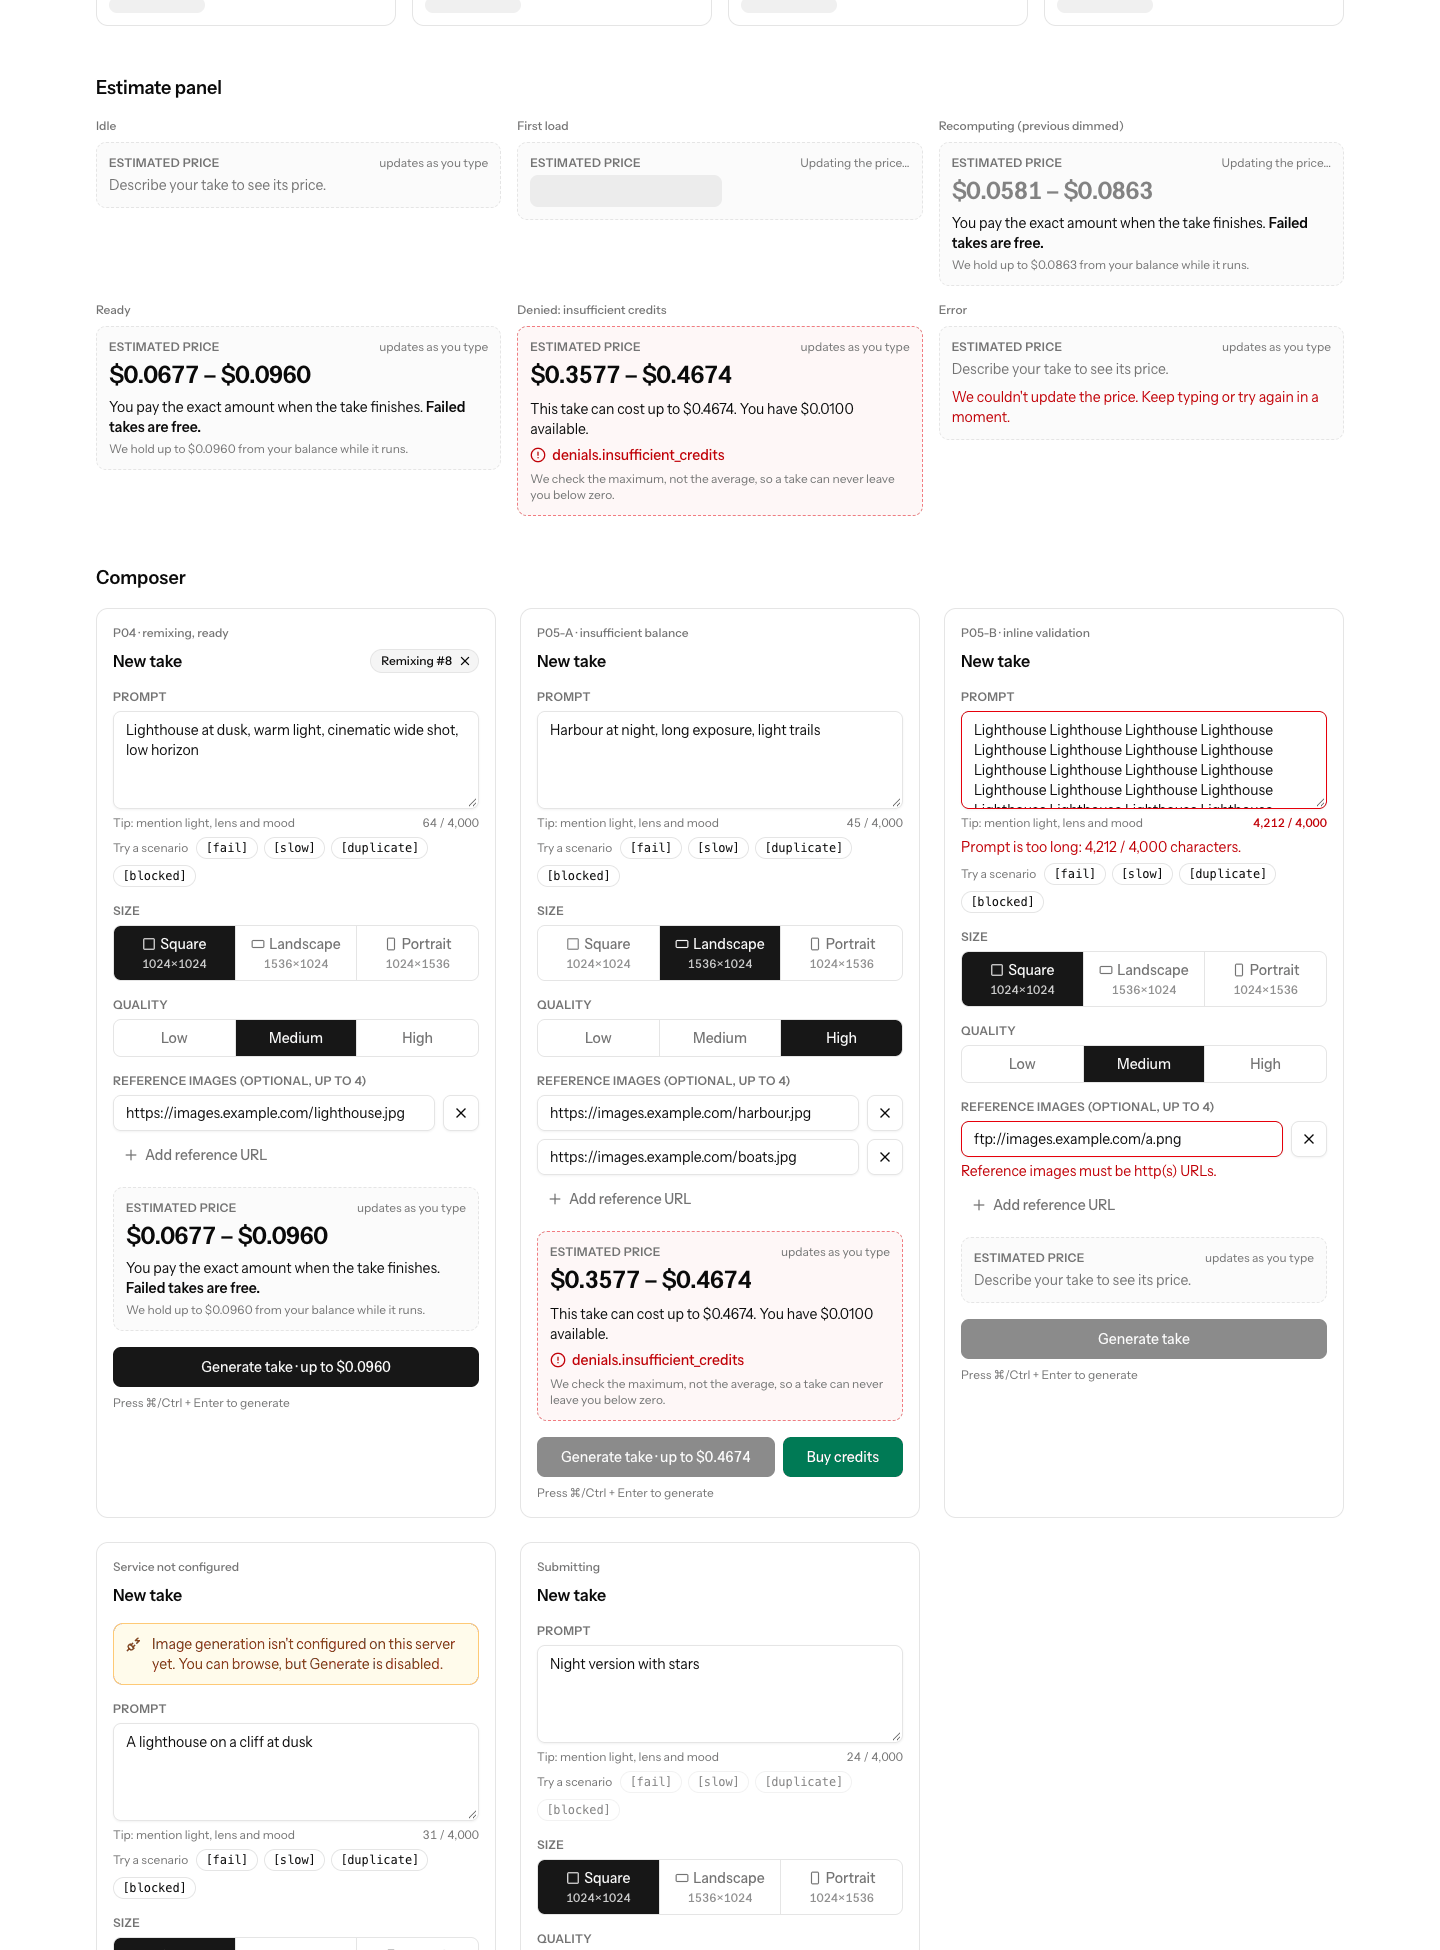 Estimate panel
Idle
ESTIMATED PRICE
updates as you type
Describe your take to see its price.
First load
ESTIMATED PRICE
Updating the price…
Recomputing (previous dimmed)
ESTIMATED PRICE
Updating the price…
$0.0581 – $0.0863
You pay the exact amount when the take finishes. Failed
takes are free.
We hold up to $0.0863 from your balance while it runs.
Ready
ESTIMATED PRICE
updates as you type
$0.0677 – $0.0960
You pay the exact amount when the take finishes. Failed
takes are free.
We hold up to $0.0960 from your balance while it runs.
Denied: insufficient credits
ESTIMATED PRICE
updates as you type
$0.3577 – $0.4674
This take can cost up to $0.4674. You have $0.0100
available.
denials.insufficient_credits
We check the maximum, not the average, so a take can never leave
you below zero.
Error
ESTIMATED PRICE
updates as you type
Describe your take to see its price.
We couldn't update the price. Keep typing or try again in a
moment.
Composer
P04 · remixing, ready
New take
Remixing #8
PROMPT
Lighthouse at dusk, warm light, cinematic wide shot,
low horizon
Tip: mention light, lens and mood
64 / 4,000
Try a scenario [fail] [slow] [duplicate]
[blocked]
SIZE
Square
1024×1024
Landscape
1536×1024
Portrait
1024×1536
QUALITY
Low
Medium
High
REFERENCE IMAGES (OPTIONAL, UP TO 4)
https://images.example.com/lighthouse.jpg
Add reference URL
ESTIMATED PRICE
updates as you type
$0.0677 – $0.0960
You pay the exact amount when the take finishes.
Failed takes are free.
We hold up to $0.0960 from your balance while it runs.
Generate take · up to $0.0960
Press ⌘/Ctrl + Enter to generate
P05-A · insufficient balance
New take
PROMPT
Harbour at night, long exposure, light trails
Tip: mention light, lens and mood
45 / 4,000
Try a scenario [fail] [slow] [duplicate]
[blocked]
SIZE
Square
1024×1024
Landscape
1536×1024
Portrait
1024×1536
QUALITY
Low
Medium
High
REFERENCE IMAGES (OPTIONAL, UP TO 4)
https://images.example.com/harbour.jpg
https://images.example.com/boats.jpg
Add reference URL
ESTIMATED PRICE
updates as you type
$0.3577 – $0.4674
This take can cost up to $0.4674. You have $0.0100
available.
denials.insufficient_credits
We check the maximum, not the average, so a take can never
leave you below zero.
Generate take · up to $0.4674
Buy credits
Press ⌘/Ctrl + Enter to generate
P05-B · inline validation
New take
PROMPT
Lighthouse Lighthouse Lighthouse Lighthouse
Lighthouse Lighthouse Lighthouse Lighthouse
Lighthouse Lighthouse Lighthouse Lighthouse
Lighthouse Lighthouse Lighthouse Lighthouse
Lighthouse Lighthouse Lighthouse Lighthouse
Tip: mention light, lens and mood
4,212 / 4,000
Prompt is too long: 4,212 / 4,000 characters.
Try a scenario [fail] [slow] [duplicate]
[blocked]
SIZE
Square
1024×1024
Landscape
1536×1024
Portrait
1024×1536
QUALITY
Low
Medium
High
REFERENCE IMAGES (OPTIONAL, UP TO 4)
ftp://images.example.com/a.png
Reference images must be http(s) URLs.
Add reference URL
ESTIMATED PRICE
updates as you type
Describe your take to see its price.
Generate take
Press ⌘/Ctrl + Enter to generate
Service not configured
New take
Image generation isn't configured on this server
yet. You can browse, but Generate is disabled.
PROMPT
A lighthouse on a cliff at dusk
Tip: mention light, lens and mood
31 / 4,000
Try a scenario [fail] [slow] [duplicate]
[blocked]
SIZE
Submitting
New take
PROMPT
Night version with stars
Tip: mention light, lens and mood
24 / 4,000
Try a scenario [fail] [slow] [duplicate]
[blocked]
SIZE
Square
1024×1024
Landscape
1536×1024
Portrait
1024×1536
QUALITY